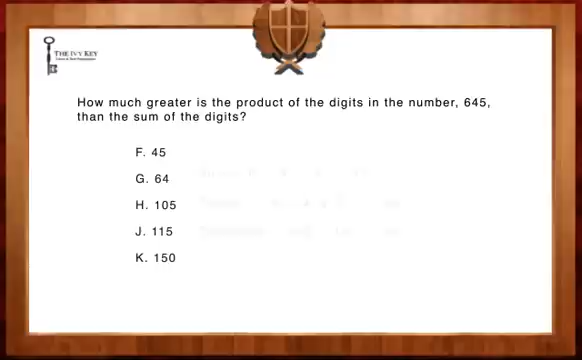 THE IVY KEY
How much greater is the product of the digits in the number, 645,
than the sum of the digits?
F. 45
G. 64
H. 105
J. 115
K. 150